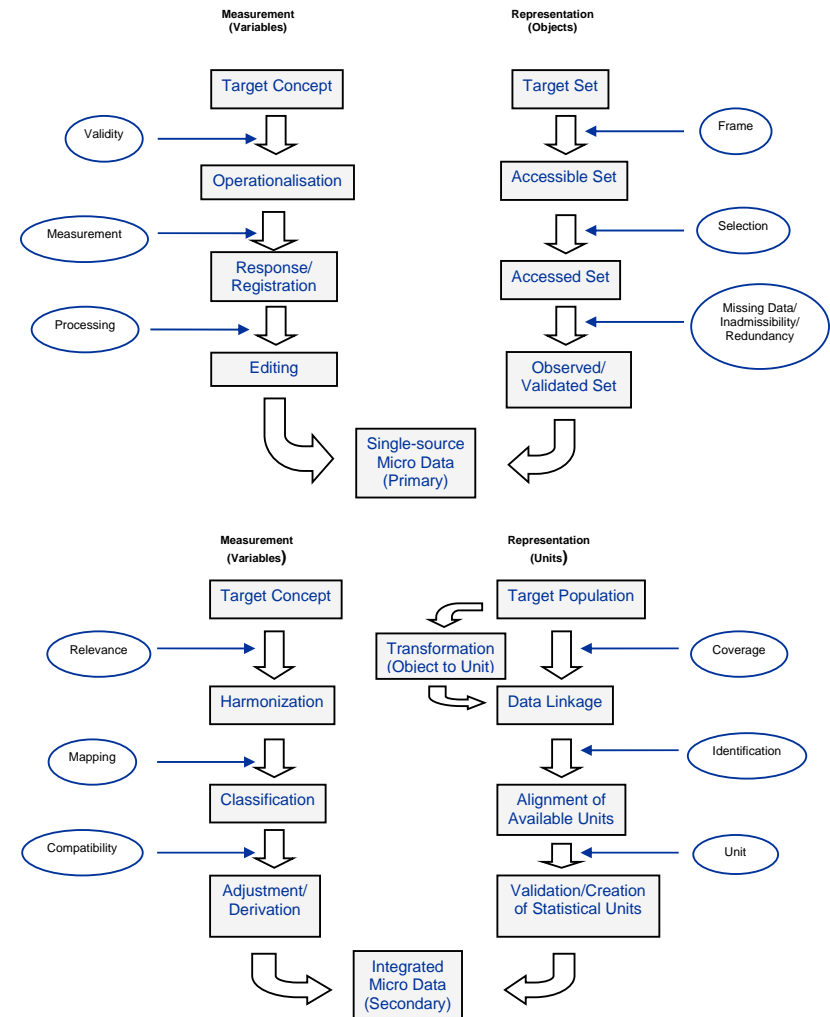 Measurement
(Variables)
Representation
(Objects)
Target Concept
Target Set
Validity
Frame
Operationalisation
Accessible Set
Measurement
Selection
Response/
Registration
Accessed Set
Processing
Missing Data/
Inadmissibility/
Redundancy
Editing
Observed/
Validated Set
Single-source
Micro Data
(Primary)
Measurement
(Variables)
Representation
(Units)
Target Concept
Target Population
Relevance
Transformation
(Object to Unit)
Coverage
Harmonization
Data Linkage
Mapping
Identification
Classification
Alignment of
Available Units
Compatibility
Unit
Adjustment/
Derivation
Validation/Creation
of Statistical Units
Integrated
Micro Data
(Secondary)